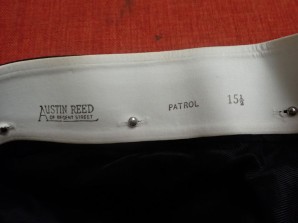 AUSTIN REED
OF REGENT STREET
PATROL 15½